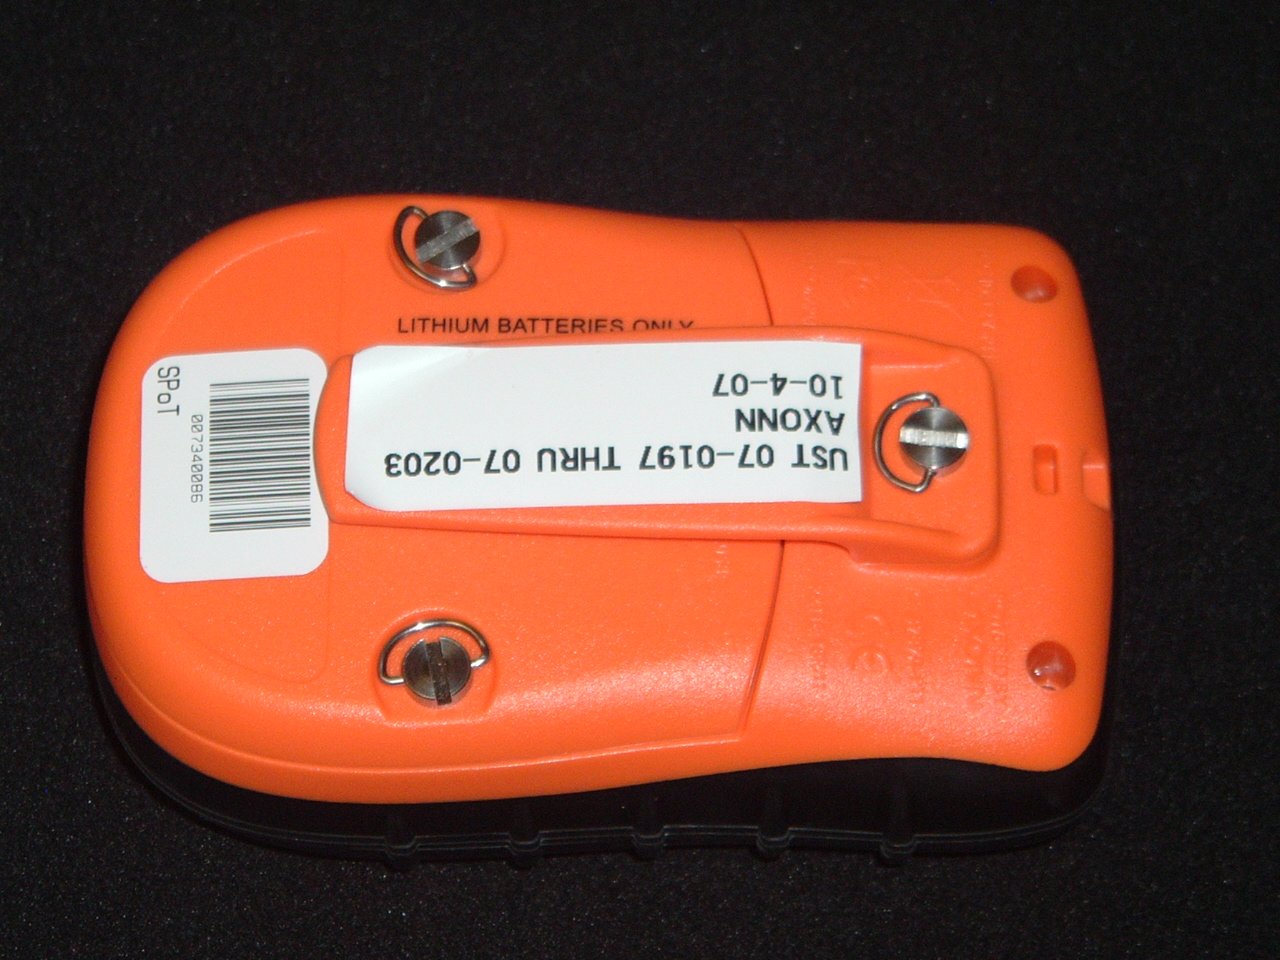 LITHIUM BATTERIES ONLY
SPoT
007340086
UST 07-0197 THRU 07-0203
AXONN
10-4-07